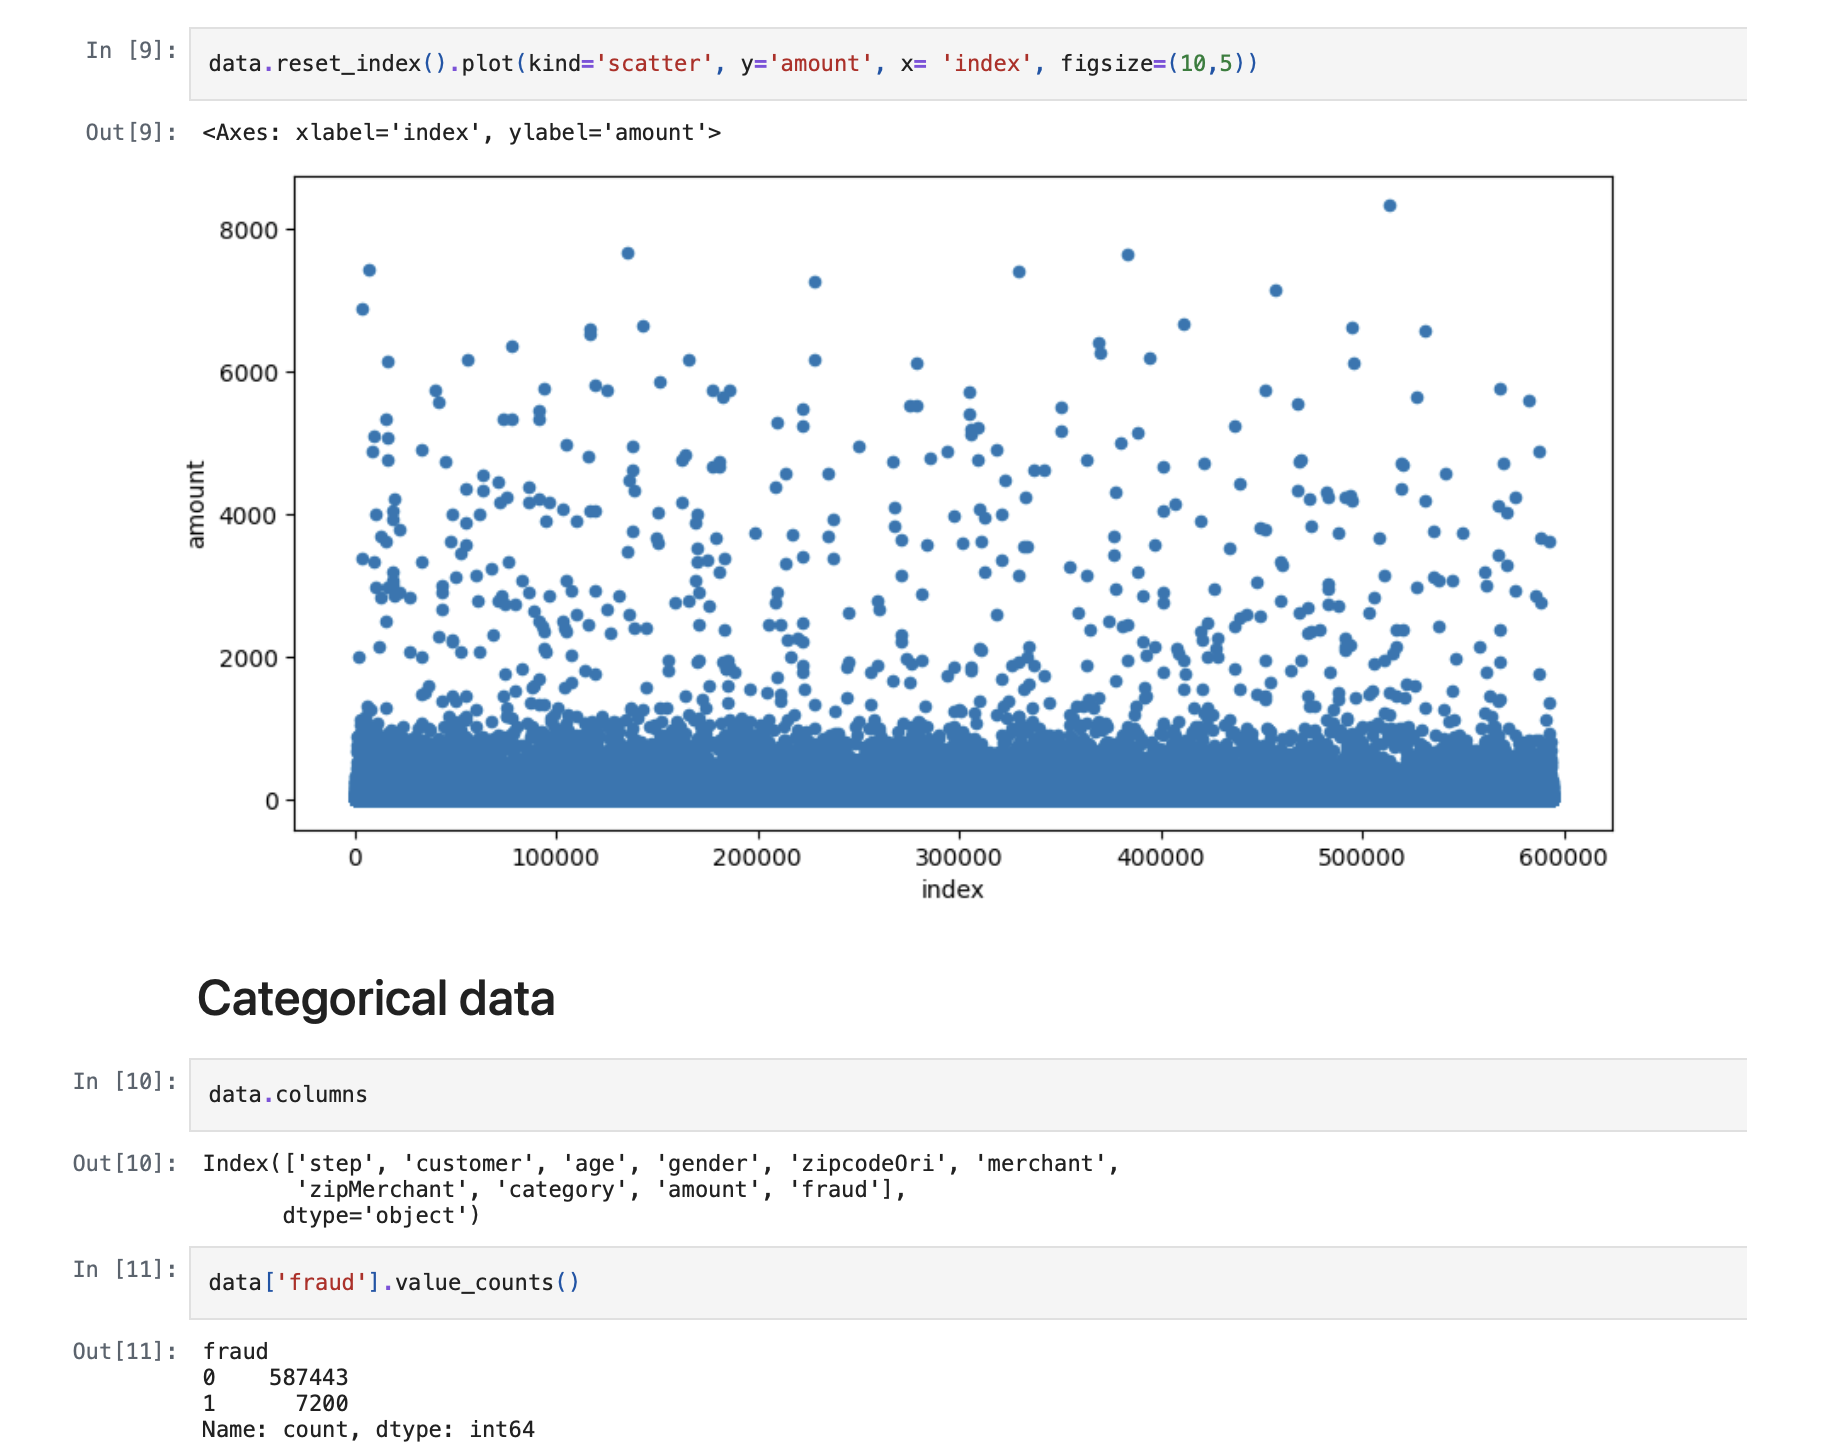 In [9]:
data.reset_index().plot(kind='scatter', y='amount', x= 'index', figsize=(10,5))
Out[9]:
<Axes: xlabel='index', ylabel='amount'>
8000
6000
4000
2000
0
amount
0 100000 200000 300000 400000 500000 600000
index
Categorical data
In [10]:
data.columns
Out[10]:
Index(['step', 'customer', 'age', 'gender', 'zipcodeOri', 'merchant',
'zipMerchant', 'category', 'amount', 'fraud'],
dtype='object')
In [11]:
data['fraud'].value_counts()
Out[11]:
fraud
0 587443
1 7200
Name: count, dtype: int64